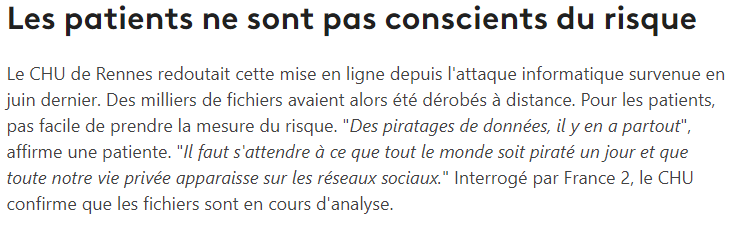 Les patients ne sont pas conscients du risque
Le CHU de Rennes redoutait cette mise en ligne depuis l'attaque informatique survenue en
juin dernier. Des milliers de fichiers avaient alors été dérobés à distance. Pour les patients,
pas facile de prendre la mesure du risque. "Des piratages de données, il y en a partout",
affirme une patiente. "Il faut s'attendre à ce que tout le monde soit piraté un jour et que
toute notre vie privée apparaisse sur les réseaux sociaux." Interrogé par France 2, le CHU
confirme que les fichiers sont en cours d'analyse.